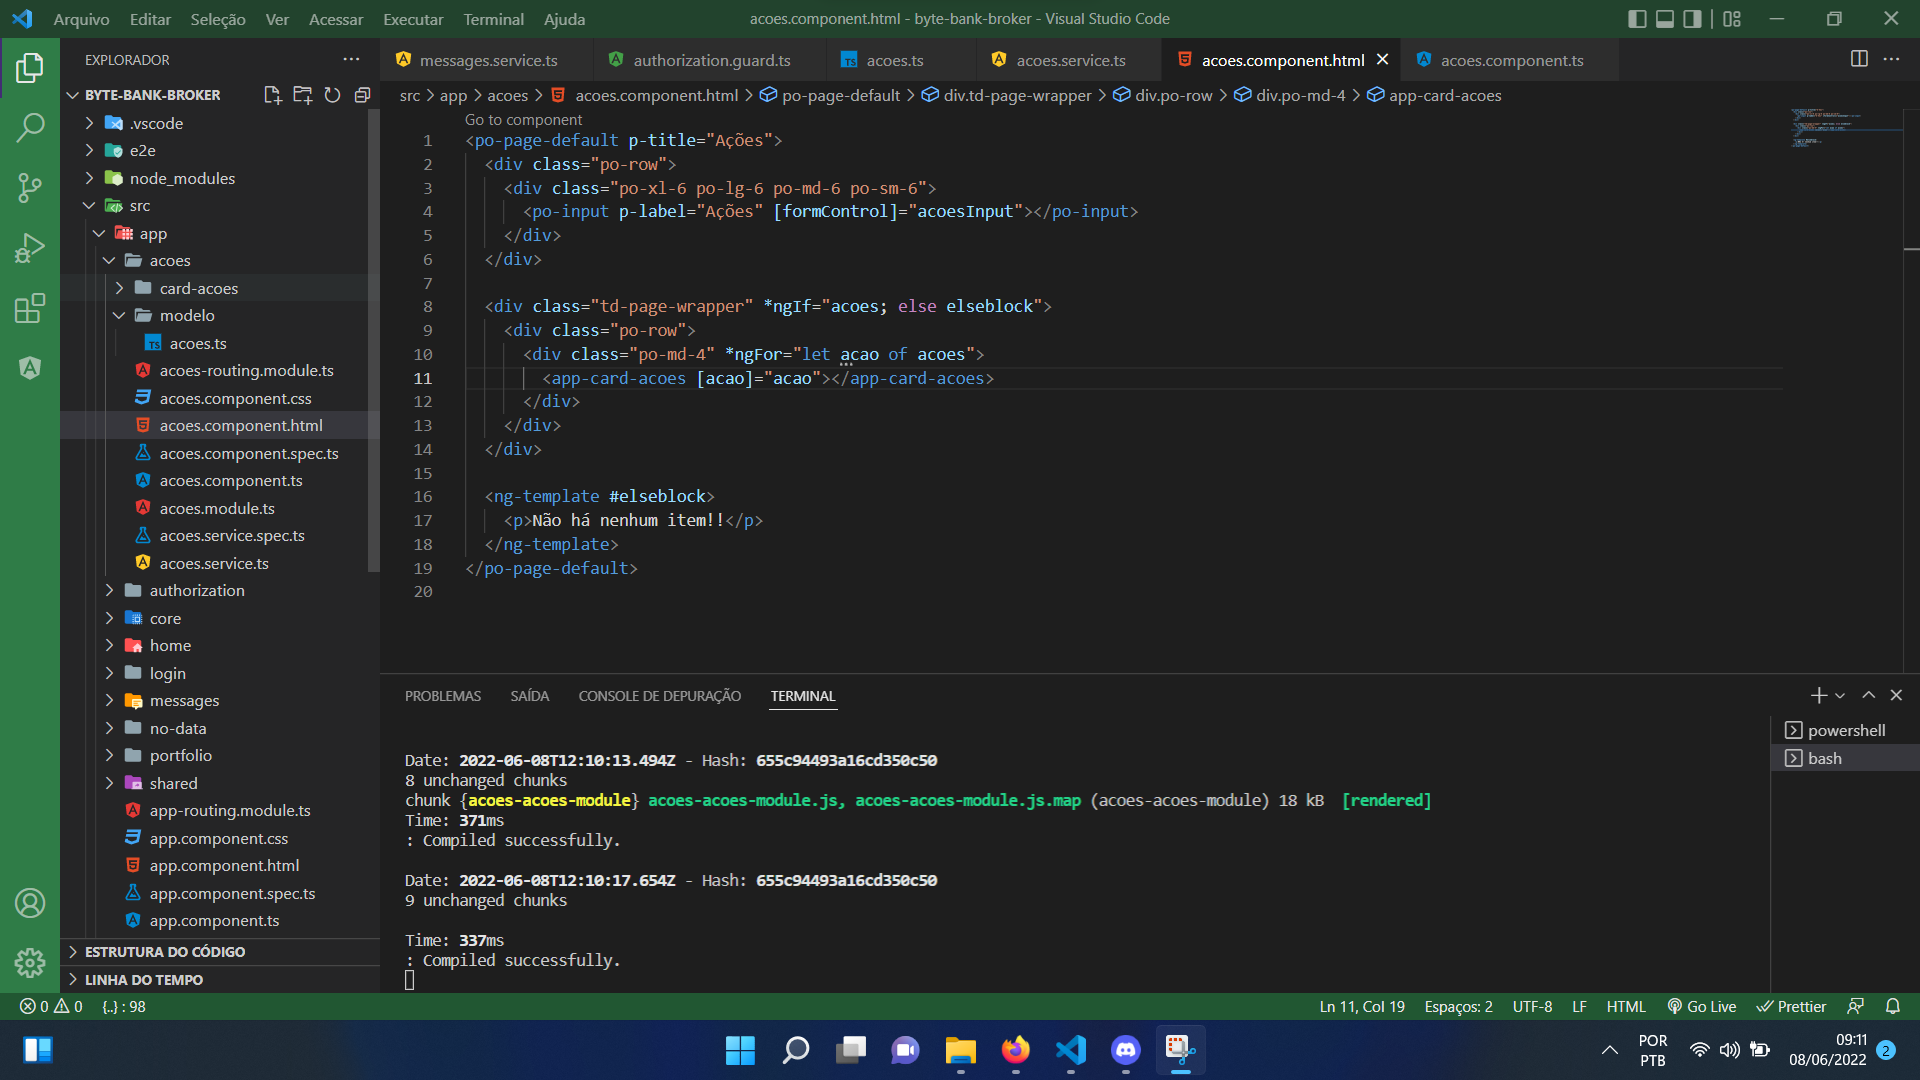 Arquivo Editar Seleção Ver Acessar Executar Terminal Ajuda
acoes.component.html - byte-bank-broker - Visual Studio Code
EXPLORADOR
BYTE-BANK-BROKER
.vscode
e2e
node_modules
src
app
acoes
card-acoes
modelo
acoes.ts
acoes-routing.module.ts
acoes.component.css
acoes.component.html
acoes.component.spec.ts
acoes.component.ts
acoes.module.ts
acoes.service.spec.ts
acoes.service.ts
authorization
core
home
login
messages
no-data
portfolio
shared
app-routing.module.ts
app.component.css
app.component.html
app.component.spec.ts
app.component.ts
ESTRUTURA DO CÓDIGO
LINHA DO TEMPO
messages.service.ts authorization.guard.ts acoes.ts acoes.service.ts acoes.component.html acoes.component.ts
src > app > acoes > acoes.component.html > po-page-default > div.td-page-wrapper > div.po-row > div.po-md-4 > app-card-acoes
Go to component
1 <po-page-default p-title="Ações">
2 <div class="po-row">
3 <div class="po-xl-6 po-lg-6 po-md-6 po-sm-6">
4 <po-input p-label="Ações" [formControl]="acoesInput"></po-input>
5 </div>
6 </div>
7
8 <div class="td-page-wrapper" *ngIf="acoes; else elseblock">
9 <div class="po-row">
10 <div class="po-md-4" *ngFor="let acao of acoes">
11 <app-card-acoes [acao]="acao"></app-card-acoes>
12 </div>
13 </div>
14 </div>
15
16 <ng-template #elseblock>
17 <p>Não há nenhum item!!</p>
18 </ng-template>
19 </po-page-default>
20
PROBLEMAS SAÍDA CONSOLE DE DEPURAÇÃO TERMINAL
Date: 2022-06-08T12:10:13.494Z - Hash: 655c94493a16cd350c50
8 unchanged chunks
chunk {acoes-acoes-module} acoes-acoes-module.js, acoes-acoes-module.js.map (acoes-acoes-module) 18 kB [rendered]
Time: 371ms
: Compiled successfully.
Date: 2022-06-08T12:10:17.654Z - Hash: 655c94493a16cd350c50
9 unchanged chunks
Time: 337ms
: Compiled successfully.
powershell
bash
0 0 {..} : 98
Ln 11, Col 19 Espaços: 2 UTF-8 LF HTML Go Live Prettier
POR
PTB
09:11
08/06/2022
2